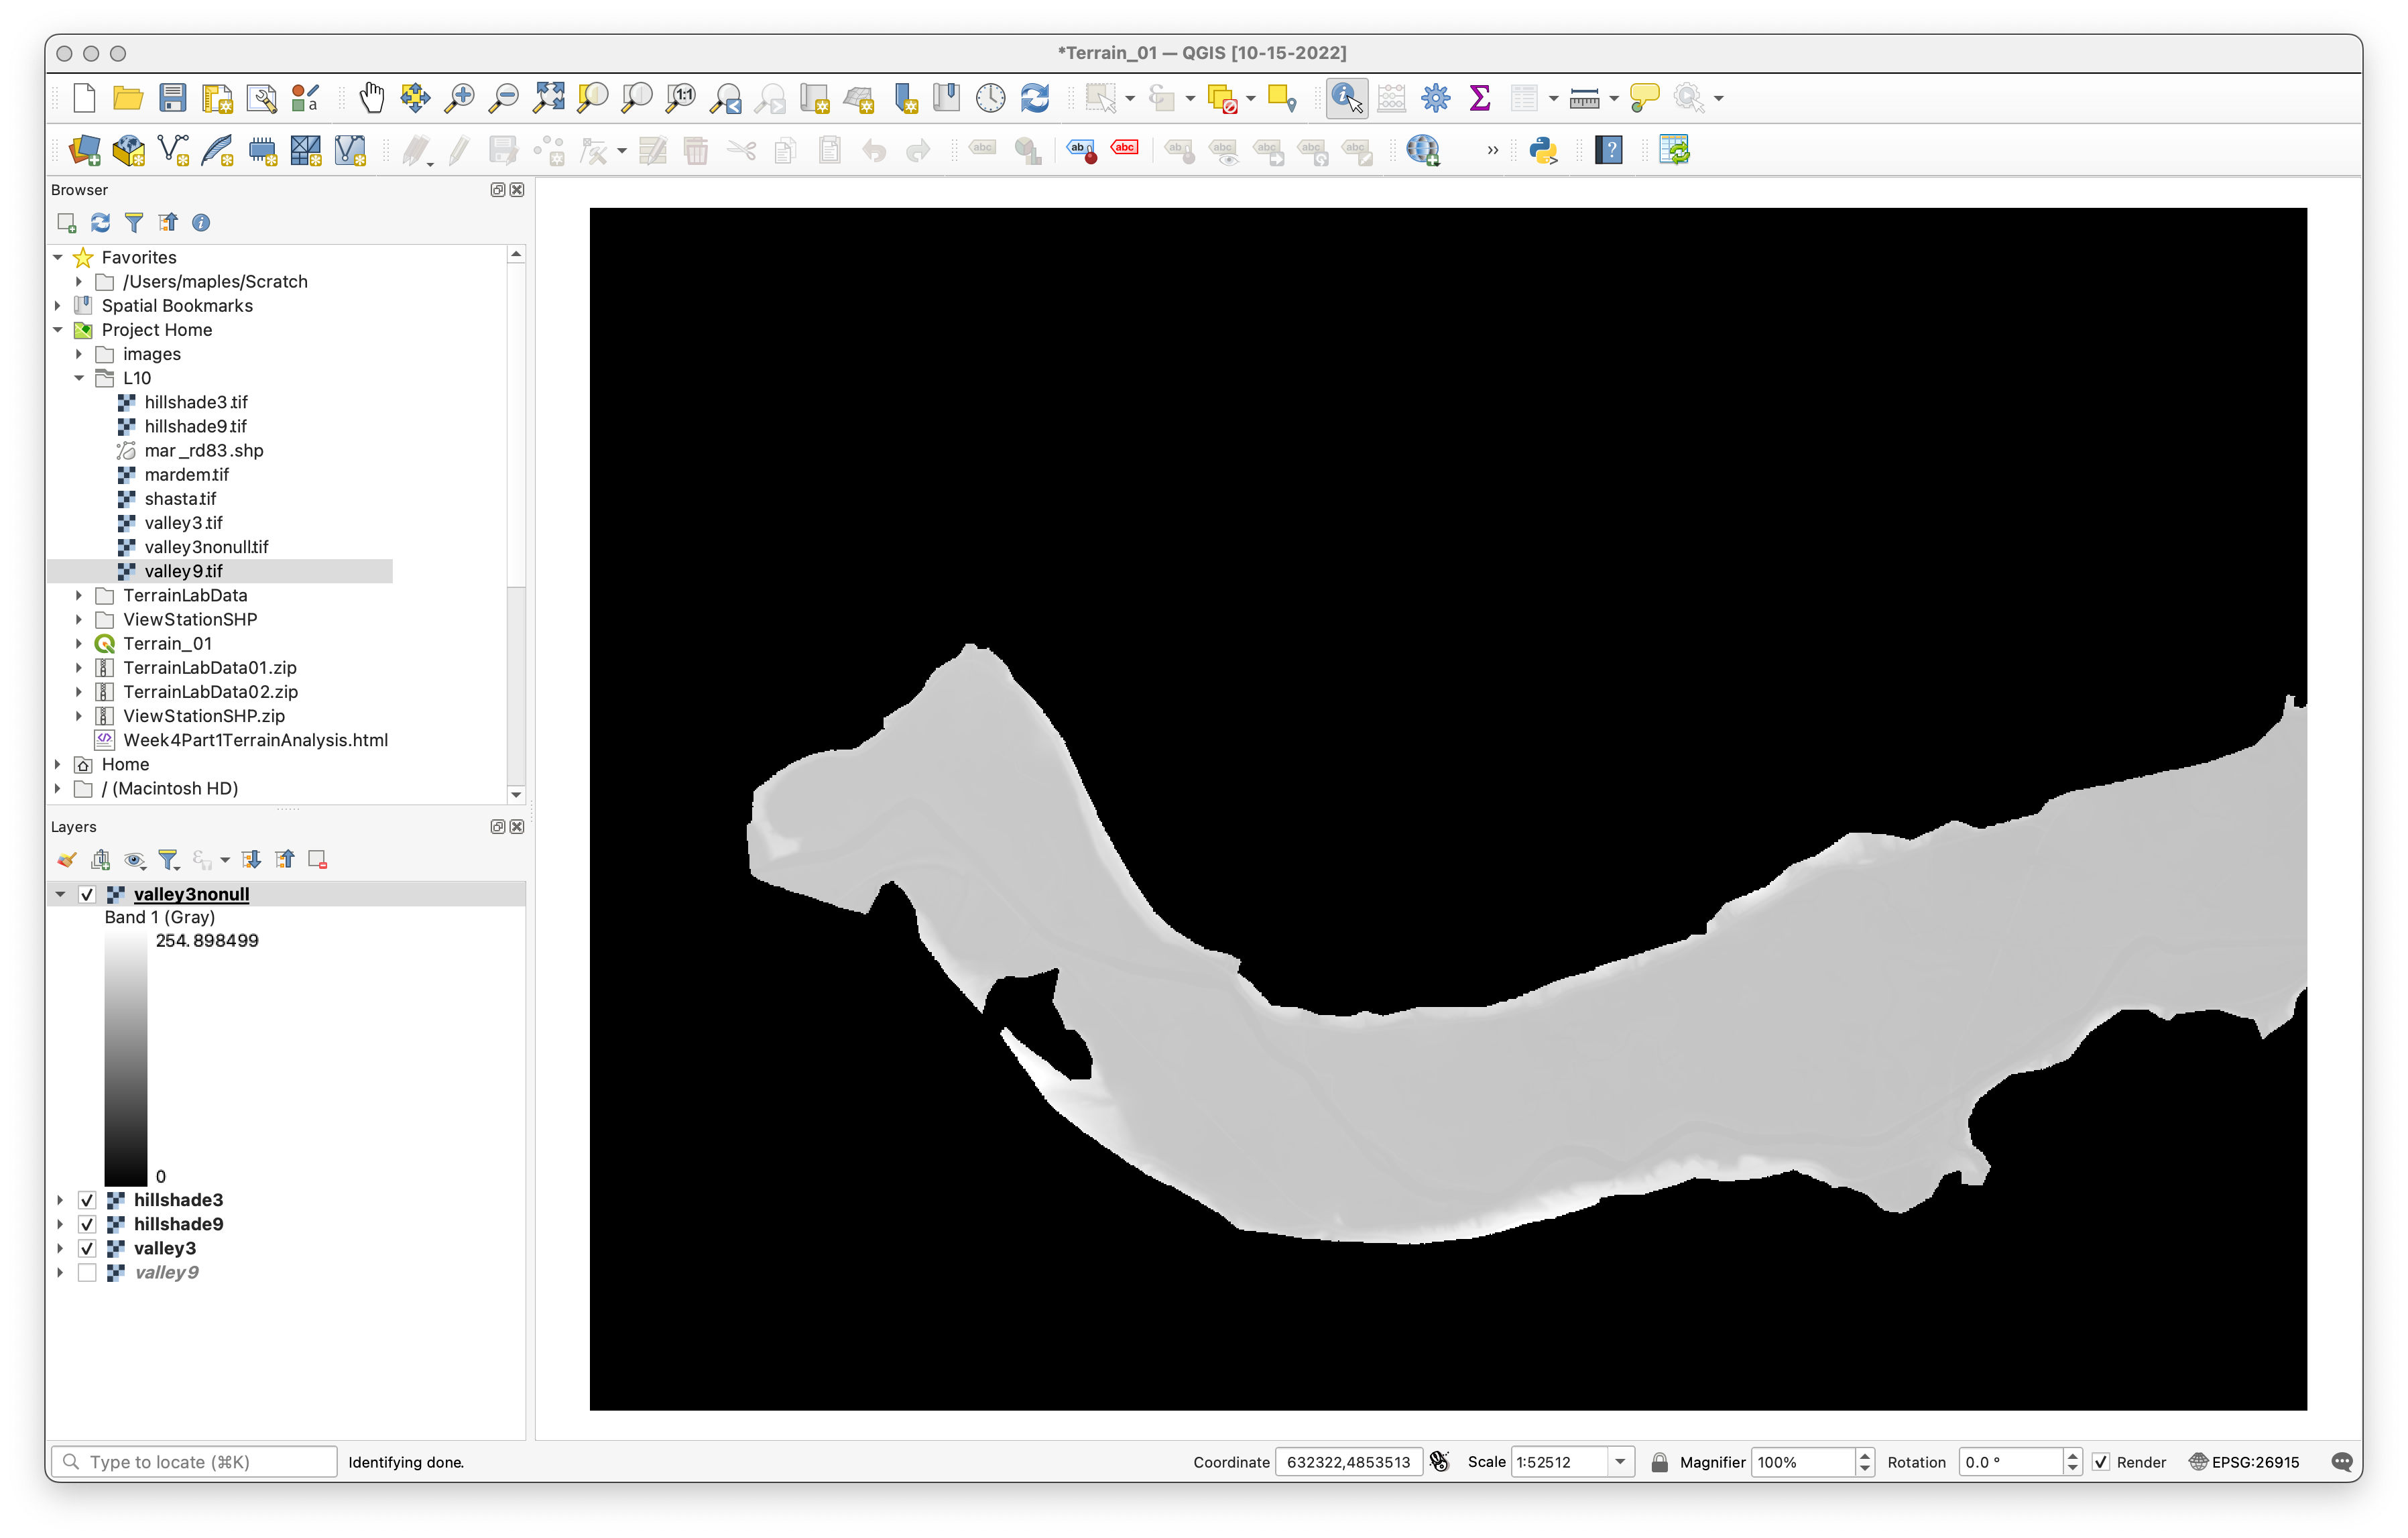 *Terrain_01 — QGIS [10-15-2022]
Browser
Favorites
/Users/maples/Scratch
Spatial Bookmarks
Project Home
images
L10
hillshade3.tif
hillshade9.tif
mar_rd83.shp
mardem.tif
shasta.tif
valley3.tif
valley3nonull.tif
valley9.tif
TerrainLabData
ViewStationSHP
Terrain_01
TerrainLabData01.zip
TerrainLabData02.zip
ViewStationSHP.zip
Week4Part1TerrainAnalysis.html
Home
/ (Macintosh HD)
Layers
valley3nonull
Band 1 (Gray)
254.898499
0
hillshade3
hillshade9
valley3
valley9
Type to locate (⌘K) Identifying done. Coordinate 632322,4853513 Scale 1:52512 Magnifier 100% Rotation 0.0 ° Render EPSG:26915